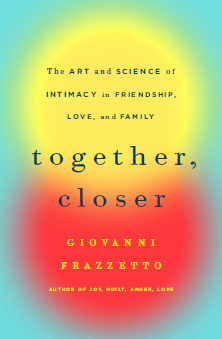 The ART and SCIENCE of
INTIMACY in FRIENDSHIP,
LOVE, and FAMILY
together,
closer
GIOVANNI
FRAZZETTO
AUTHOR OF JOY, GUILT, ANGER, LOVE